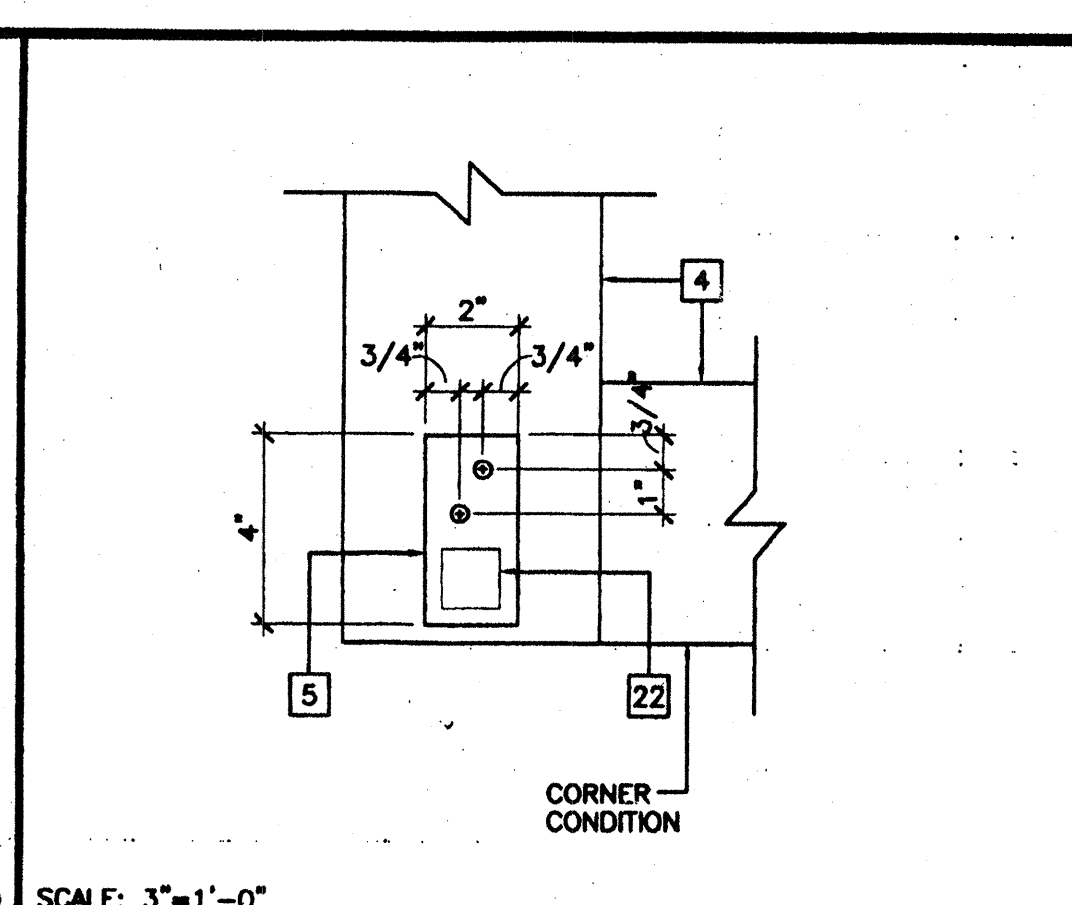 4
2"
3/4" 3/4"
3/4"
1"
4"
5
22
CORNER
CONDITION
SCALE: 3"=1'-0"